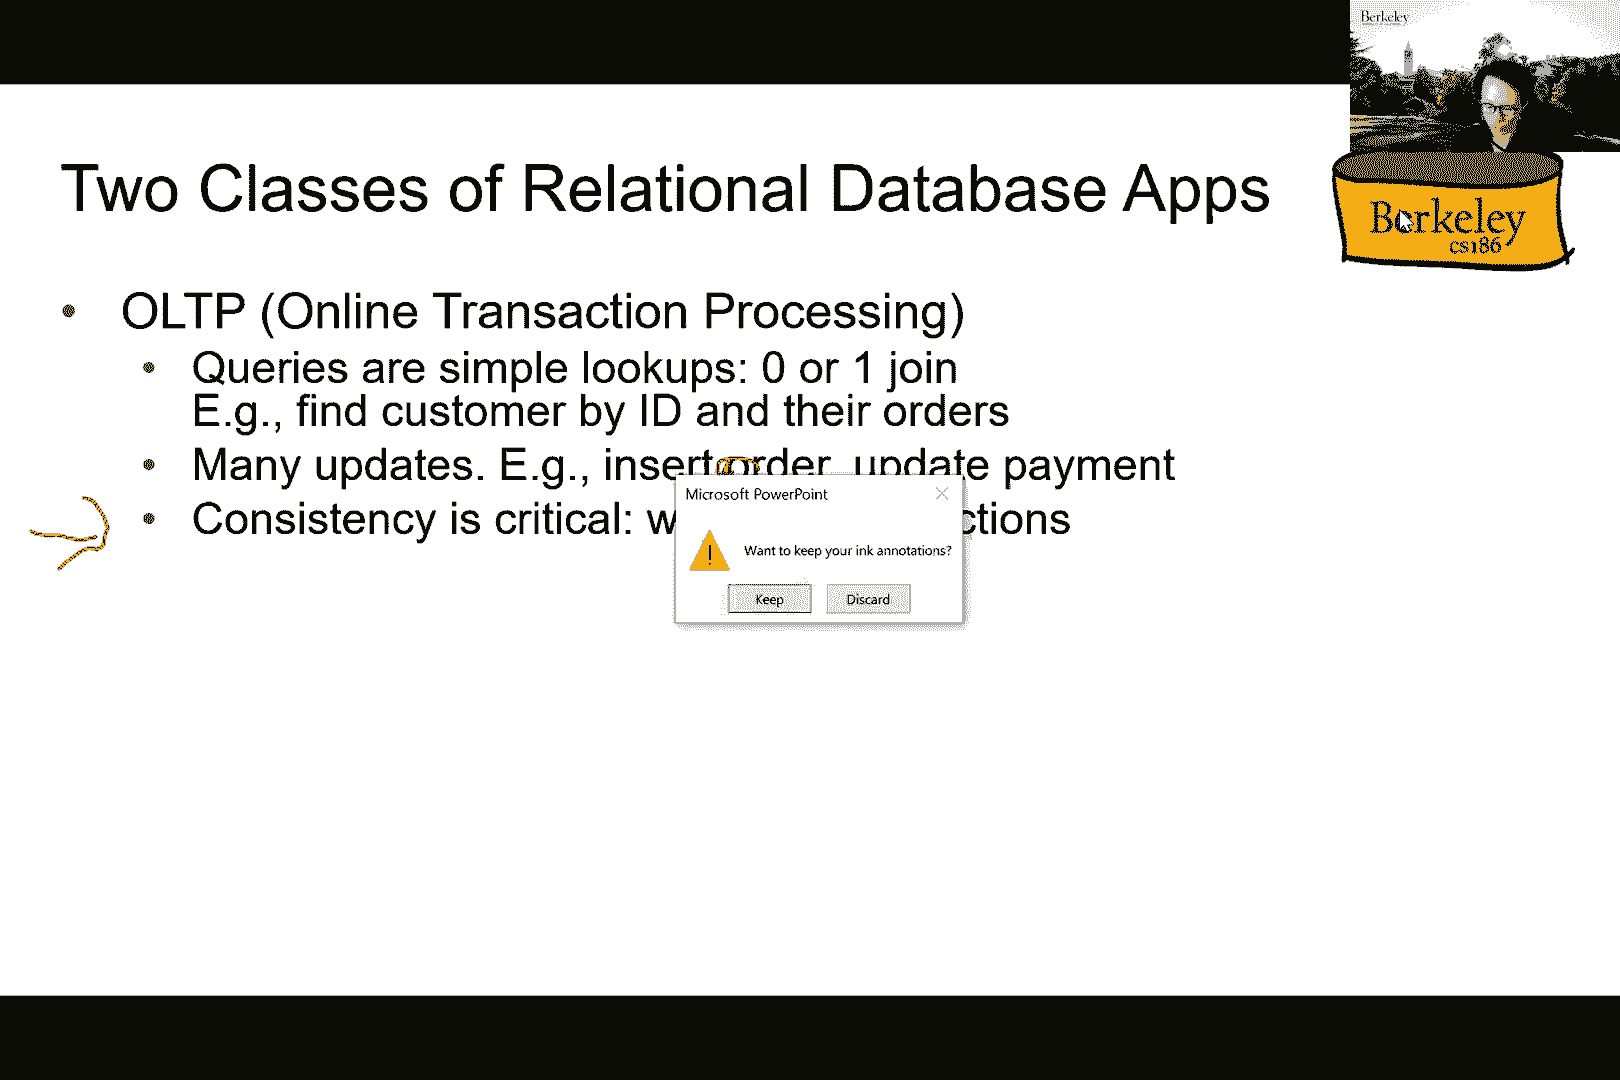 Berkeley
Two Classes of Relational Database Apps
Berkeley
cs186
• OLTP (Online Transaction Processing)
• Queries are simple lookups: 0 or 1 join
E.g., find customer by ID and their orders
• Many updates. E.g., insert order, update payment
• Consistency is critical: w ctions
Microsoft PowerPoint
Want to keep your ink annotations?
Keep Discard